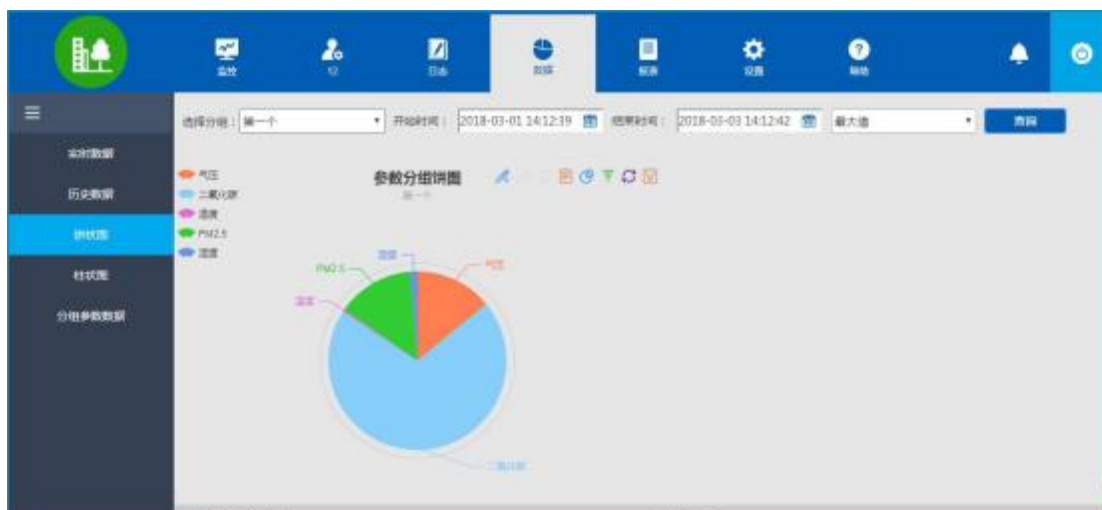 监控
日志
数据
报表
设置
帮助
选择分组：第一个
开始时间：
2018-03-01 14:12:39
结束时间：
2018-03-03 14:12:42
最大值
查询
实时数据
历史数据
饼状图
柱状图
分组参数数据
气压
二氧化碳
温度
PM2.5
湿度
参数分组饼图
第一个
湿度
气压
PM2.5
温度
二氧化碳